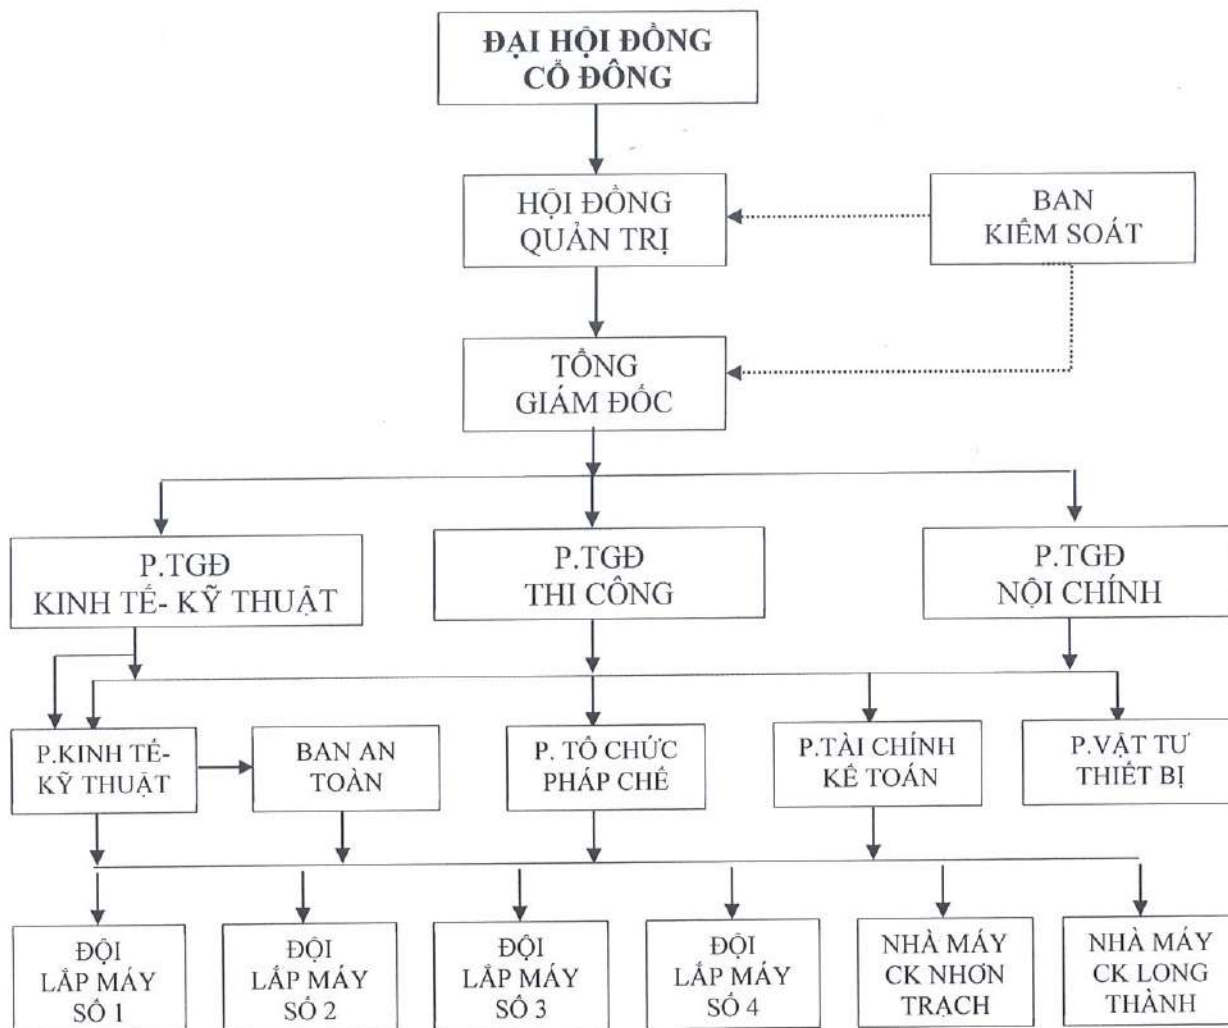 ĐẠI HỘI ĐỒNG
CỔ ĐÔNG
HỘI ĐỒNG
QUẢN TRỊ
BAN
KIỂM SOÁT
TỔNG
GIÁM ĐỐC
P.TGĐ
KINH TẾ- KỸ THUẬT
P.TGĐ
THI CÔNG
P.TGĐ
NỘI CHÍNH
P.KINH TẾ-
KỸ THUẬT
BAN AN
TOÀN
P. TỔ CHỨC
PHÁP CHẾ
P.TÀI CHÍNH
KẾ TOÁN
P.VẬT TƯ
THIẾT BỊ
ĐỘI
LẮP MÁY
SỐ 1
ĐỘI
LẮP MÁY
SỐ 2
ĐỘI
LẮP MÁY
SỐ 3
ĐỘI
LẮP MÁY
SỐ 4
NHÀ MÁY
CK NHƠN
TRẠCH
NHÀ MÁY
CK LONG
THÀNH